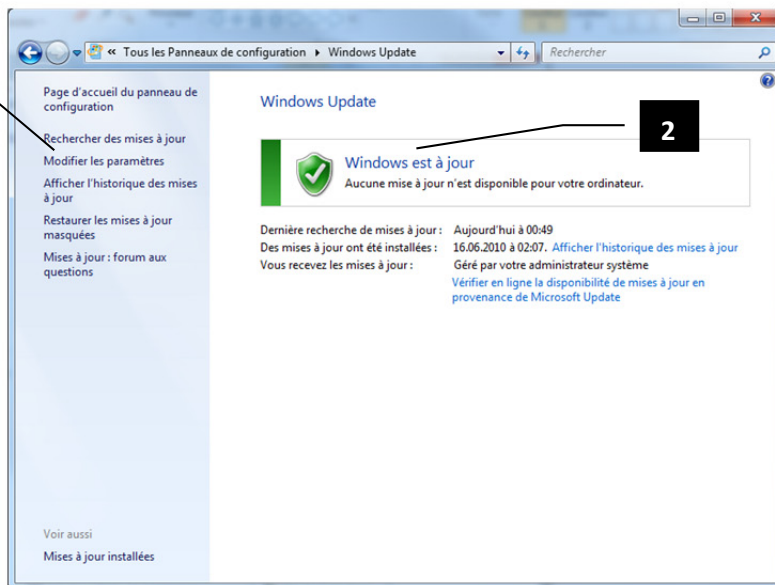 « Tous les Panneaux de configuration ▸ Windows Update
Rechercher
Page d'accueil du panneau de
configuration
Rechercher des mises à jour
Modifier les paramètres
Afficher l'historique des mises
à jour
Restaurer les mises à jour
masquées
Mises à jour : forum aux
questions
Voir aussi
Mises à jour installées
Windows Update
2
Windows est à jour
Aucune mise à jour n'est disponible pour votre ordinateur.
Dernière recherche de mises à jour : Aujourd'hui à 00:49
Des mises à jour ont été installées : 16.06.2010 à 02:07. Afficher l'historique des mises à jour
Vous recevez les mises à jour : Géré par votre administrateur système
Vérifier en ligne la disponibilité de mises à jour en
provenance de Microsoft Update